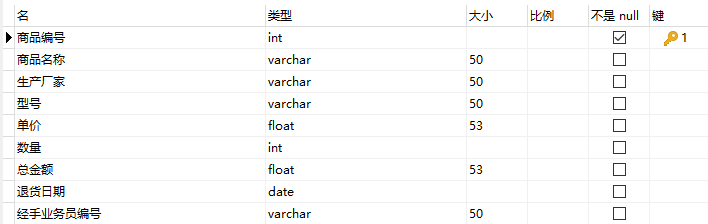 名 类型 大小 比例 不是 null 键
商品编号 int 1
商品名称 varchar 50
生产厂家 varchar 50
型号 varchar 50
单价 float 53
数量 int
总金额 float 53
退货日期 date
经手业务员编号 varchar 50